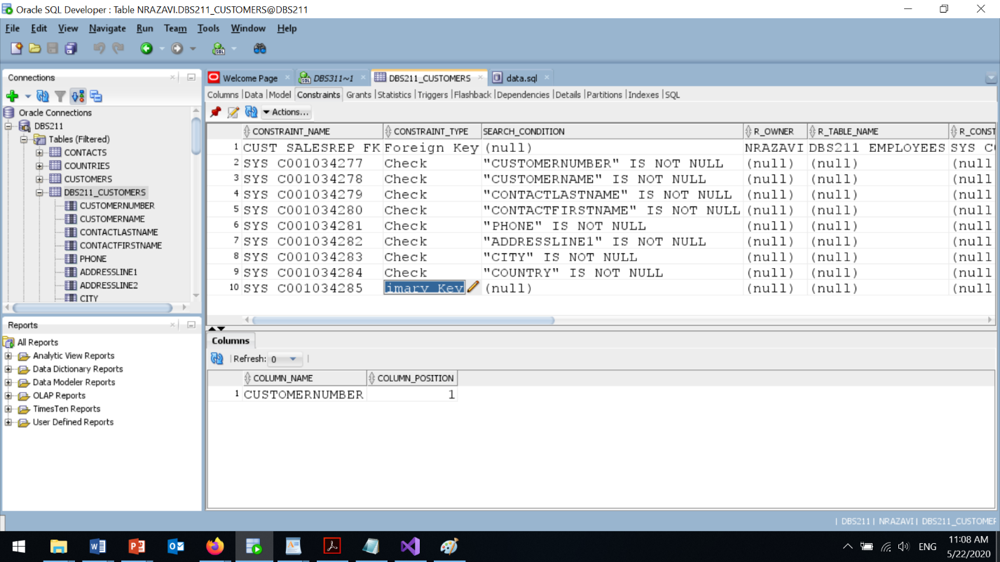 Oracle SQL Developer : Table NRAZAVI.DBS211_CUSTOMERS@DBS211
File Edit View Navigate Run Team Tools Window Help
Connections
Oracle Connections
DBS211
Tables (Filtered)
CONTACTS
COUNTRIES
CUSTOMERS
DBS211_CUSTOMERS
CUSTOMERNUMBER
CUSTOMERNAME
CONTACTLASTNAME
CONTACTFIRSTNAME
PHONE
ADDRESSLINE1
ADDRESSLINE2
CITY
Reports
All Reports
Analytic View Reports
Data Dictionary Reports
Data Modeler Reports
OLAP Reports
TimesTen Reports
User Defined Reports
Welcome Page DBS311~1 DBS211_CUSTOMERS data.sql
Columns Data Model Constraints Grants Statistics Triggers Flashback Dependencies Details Partitions Indexes SQL
Actions...
CONSTRAINT_NAME CONSTRAINT_TYPE SEARCH_CONDITION R_OWNER R_TABLE_NAME R_CONST
1 CUST SALESREP FK Foreign Key (null) NRAZAVI DBS211 EMPLOYEES SYS C0
2 SYS C001034277 Check "CUSTOMERNUMBER" IS NOT NULL (null) (null) (null
3 SYS C001034278 Check "CUSTOMERNAME" IS NOT NULL (null) (null) (null
4 SYS C001034279 Check "CONTACTLASTNAME" IS NOT NULL (null) (null) (null
5 SYS C001034280 Check "CONTACTFIRSTNAME" IS NOT NULL (null) (null) (null
6 SYS C001034281 Check "PHONE" IS NOT NULL (null) (null) (null
7 SYS C001034282 Check "ADDRESSLINE1" IS NOT NULL (null) (null) (null
8 SYS C001034283 Check "CITY" IS NOT NULL (null) (null) (null
9 SYS C001034284 Check "COUNTRY" IS NOT NULL (null) (null) (null
10 SYS C001034285 imary Key (null) (null) (null) (null
Columns
Refresh: 0
COLUMN_NAME COLUMN_POSITION
1 CUSTOMERNUMBER 1
| DBS211 | NRAZAVI | DBS211_CUSTOMER
ENG
11:08 AM
5/22/2020